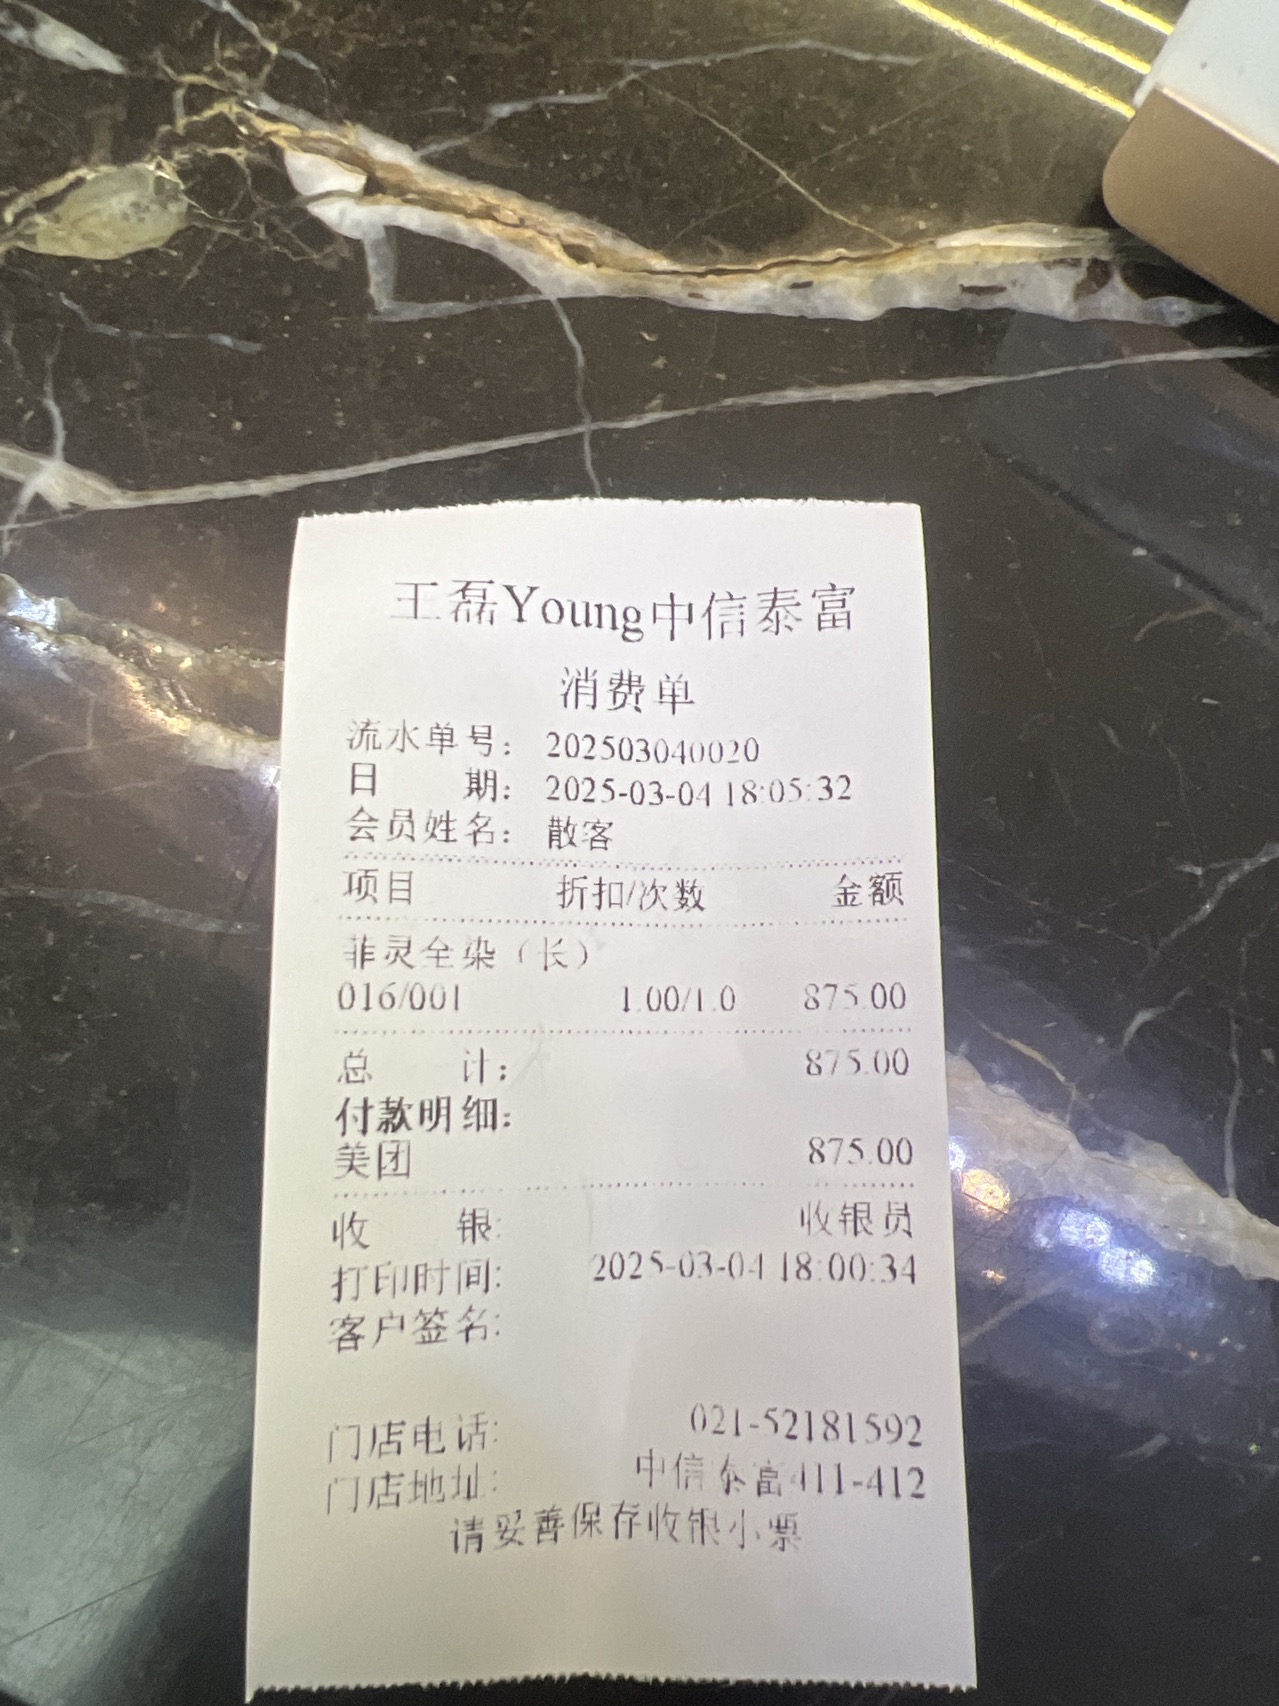 王磊Young中信泰富
消费单
流水单号： 202503040020
日 期： 2025-03-04 18:05:32
会员姓名： 散客
项目 折扣/次数 金额
菲灵全染（长）
016/001 1.00/1.0 875.00
总 计： 875.00
付款明细：
美团 875.00
收 银: 收银员
打印时间: 2025-03-04 18:00:34
客户签名:
门店电话: 021-52181592
门店地址: 中信泰富411-412
请妥善保存收银小票